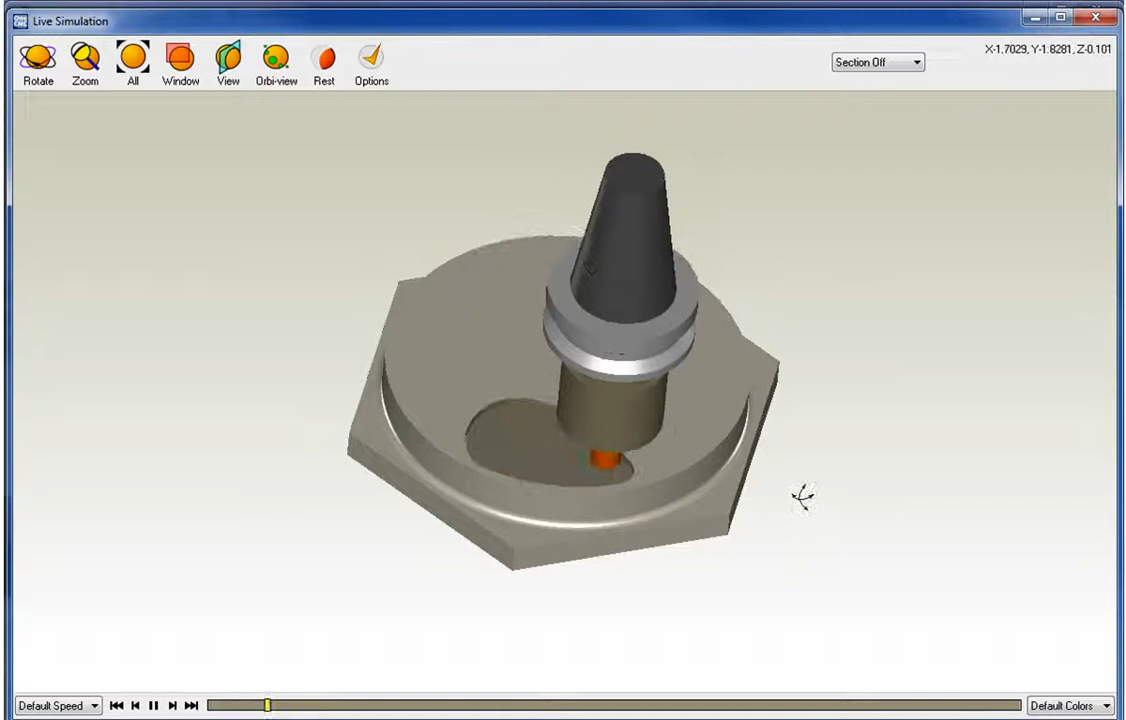 Live Simulation
Rotate Zoom All Window View Orbi-view Rest Options
Section Off
X-1.7029, Y-1.8281, Z-0.101
Default Speed
Default Colors